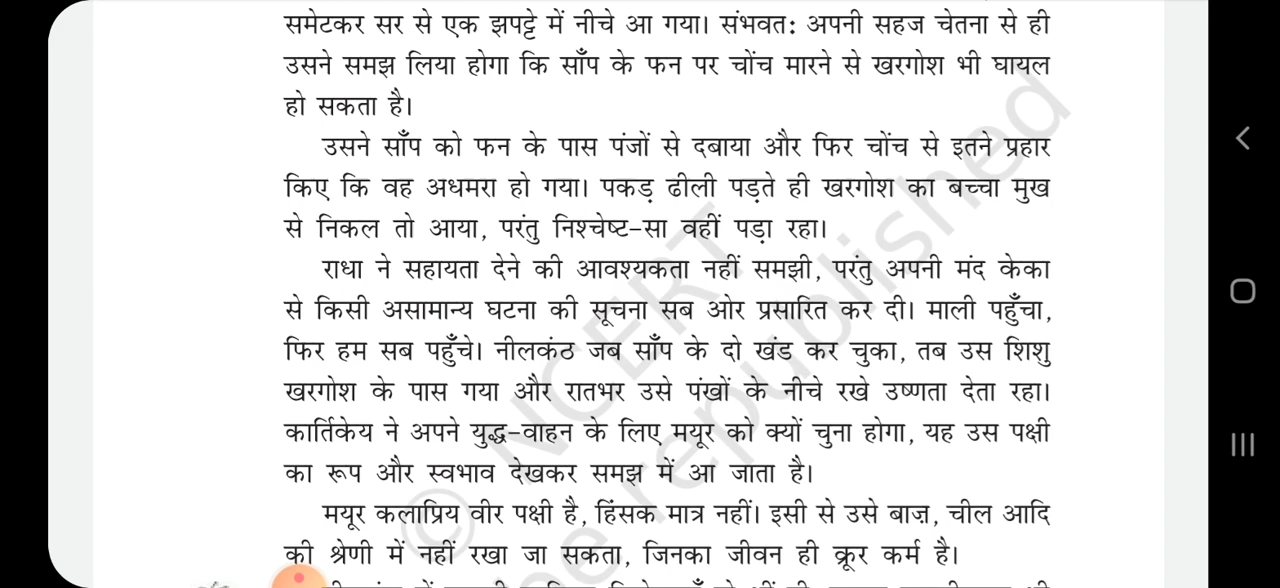 समेटकर सर से एक झपट्टे में नीचे आ गया। संभवत: अपनी सहज चेतना से ही
उसने समझ लिया होगा कि साँप के फन पर चोंच मारने से खरगोश भी घायल
हो सकता है।
उसने साँप को फन के पास पंजों से दबाया और फिर चोंच से इतने प्रहार
किए कि वह अधमरा हो गया। पकड़ ढीली पड़ते ही खरगोश का बच्चा मुख
से निकल तो आया, परंतु निश्चेष्ट-सा वहीं पड़ा रहा।
राधा ने सहायता देने की आवश्यकता नहीं समझी, परंतु अपनी मंद केका
से किसी असामान्य घटना की सूचना सब ओर प्रसारित कर दी। माली पहुँचा,
फिर हम सब पहुँचे। नीलकंठ जब साँप के दो खंड कर चुका, तब उस शिशु
खरगोश के पास गया और रातभर उसे पंखों के नीचे रखे उष्णता देता रहा।
कार्तिकेय ने अपने युद्ध-वाहन के लिए मयूर को क्यों चुना होगा, यह उस पक्षी
का रूप और स्वभाव देखकर समझ में आ जाता है।
मयूर कलाप्रिय वीर पक्षी है, हिंसक मात्र नहीं। इसी से उसे बाज़, चील आदि
की श्रेणी में नहीं रखा जा सकता, जिनका जीवन ही क्रूर कर्म है।
© NCERT
be republished